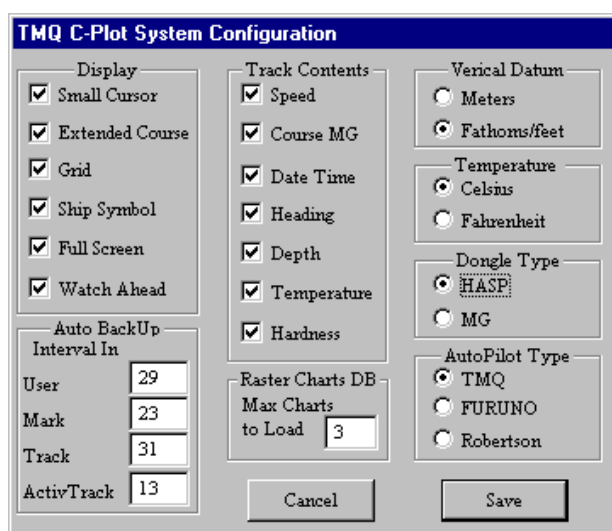 TMQ C-Plot System Configuration
Display
Small Cursor
Extended Course
Grid
Ship Symbol
Full Screen
Watch Ahead
Auto BackUp
Interval In
User 29
Mark 23
Track 31
ActivTrack 13
Track Contents
Speed
Course MG
Date Time
Heading
Depth
Temperature
Hardness
Raster Charts DB
Max Charts
to Load 3
Verical Datum
Meters
Fathoms/feet
Temperature
Celsius
Fahrenheit
Dongle Type
HASP
MG
AutoPilot Type
TMQ
FURUNO
Robertson
Cancel
Save